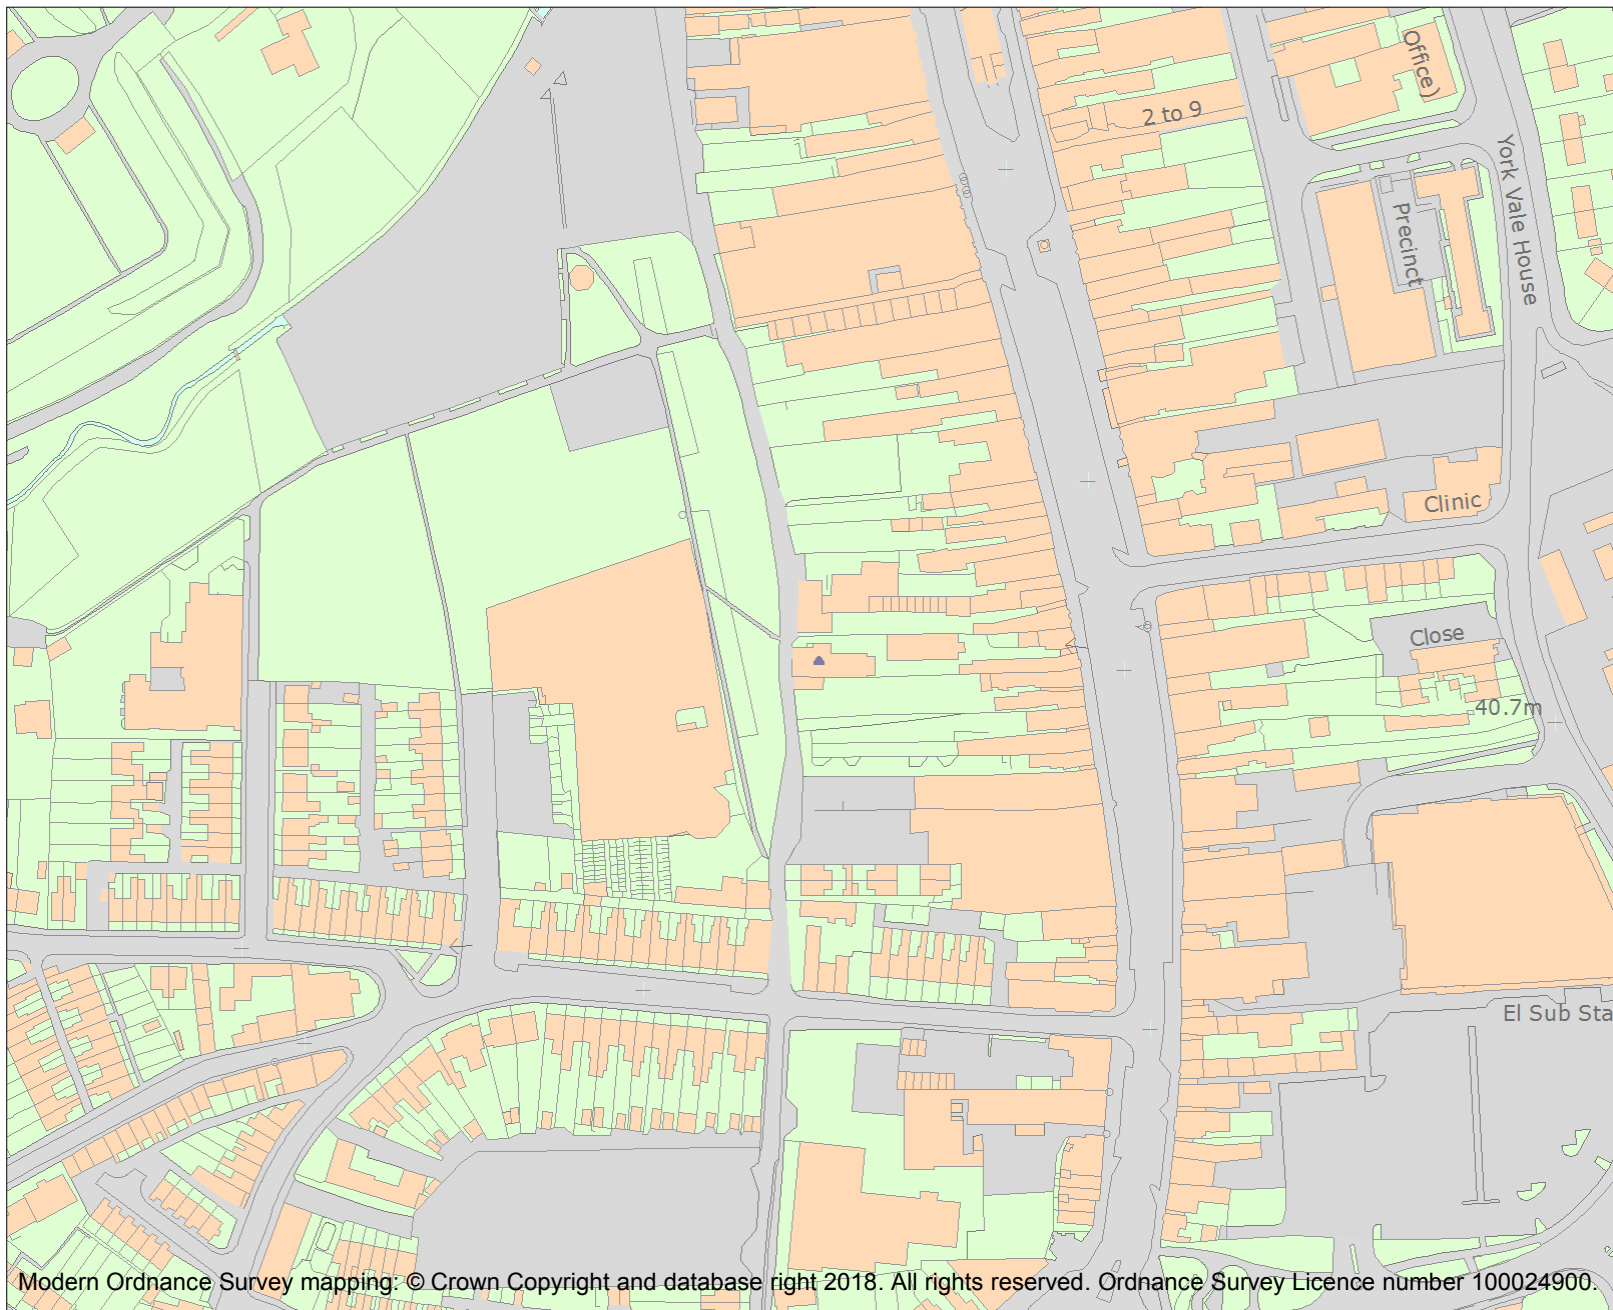 Office)
2 to 9
York Vale House
Precinct
Clinic
Close
40.7m
El Sub Sta
Modern Ordnance Survey mapping: © Crown Copyright and database right 2018. All rights reserved. Ordnance Survey Licence number 100024900.